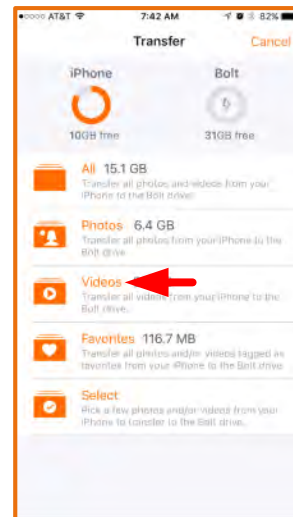 AT&T 7:42 AM 82%
Transfer Cancel
iPhone Bolt
10GB free 31GB free
All 15.1 GB
Transfer all photos and videos from your
iPhone to the Bolt drive.
Photos 6.4 GB
Transfer all photos from your iPhone to the
Bolt drive.
Videos
Transfer all videos from your iPhone to the
Bolt drive.
Favorites 116.7 MB
Transfer all photos and/or videos tagged as
favorites from your iPhone to the Bolt drive.
Select
Pick a few photos and/or videos from your
iPhone to transfer to the Bolt drive.